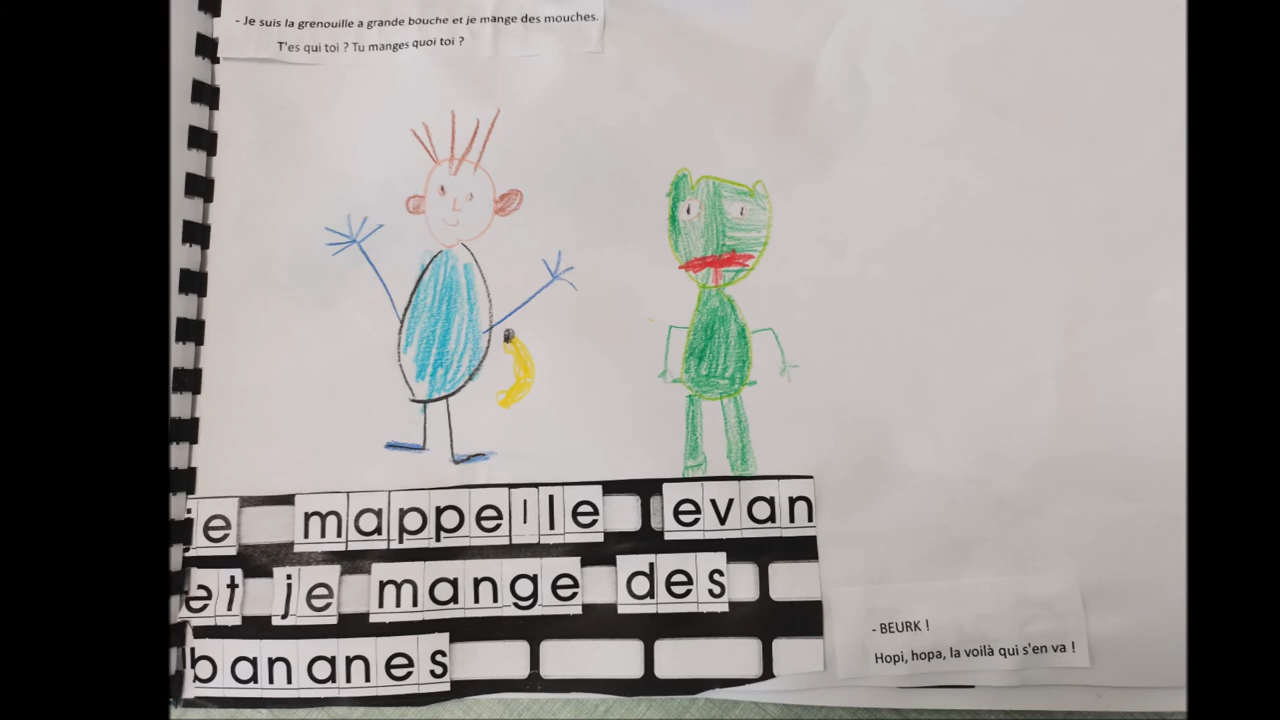 - Je suis la grenouille a grande bouche et je mange des mouches.
T'es qui toi ? Tu manges quoi toi ?
je mappelle evan
et je mange des
bananes
- BEURK !
Hopi, hopa, la voilà qui s'en va !